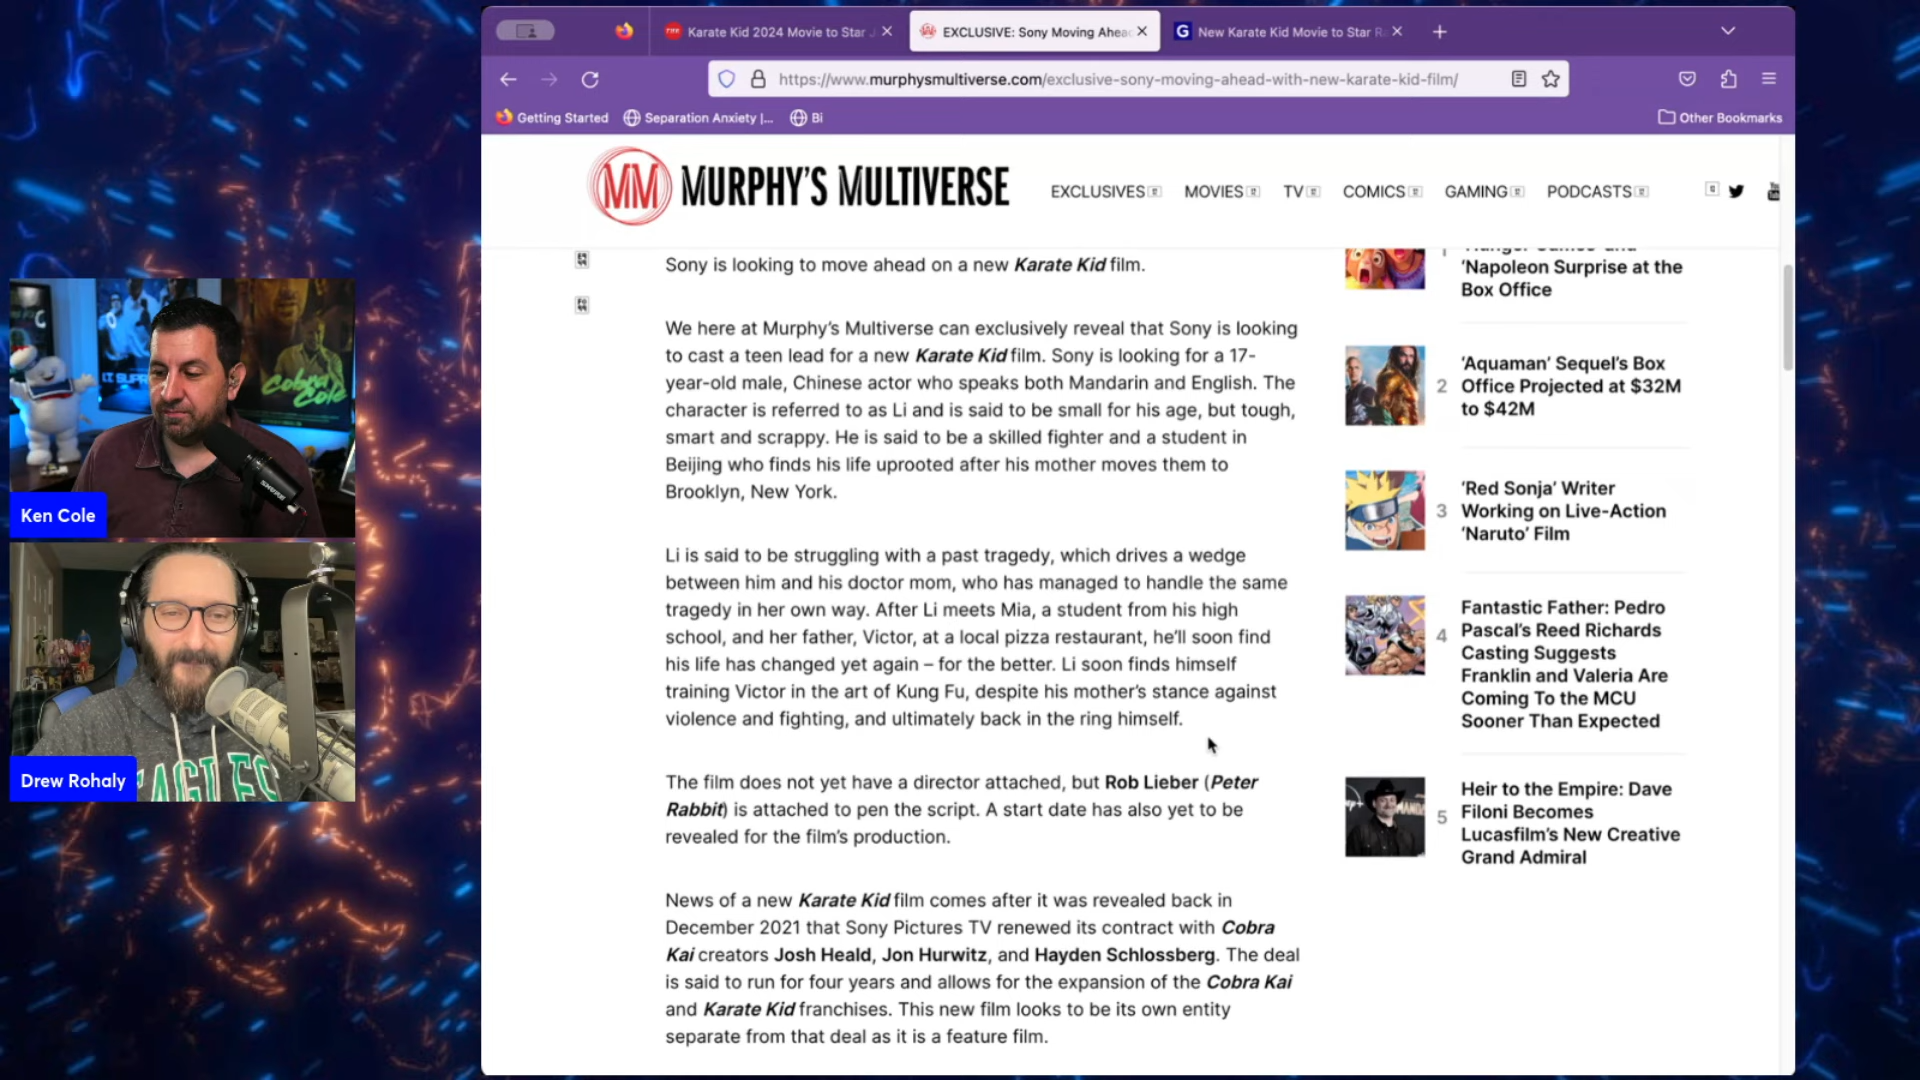 Karate Kid 2024 Movie to Star J
EXCLUSIVE: Sony Moving Ahea
G New Karate Kid Movie to Star R
https://www.murphysmultiverse.com/exclusive-sony-moving-ahead-with-new-karate-kid-film/
Getting Started
Separation Anxiety |...
Bi
Other Bookmarks
MM MURPHY'S MULTIVERSE
EXCLUSIVES
MOVIES
TV
COMICS
GAMING
PODCASTS
Sony is looking to move ahead on a new Karate Kid film.
We here at Murphy's Multiverse can exclusively reveal that Sony is looking
to cast a teen lead for a new Karate Kid film. Sony is looking for a 17-
year-old male, Chinese actor who speaks both Mandarin and English. The
character is referred to as Li and is said to be small for his age, but tough,
smart and scrappy. He is said to be a skilled fighter and a student in
Beijing who finds his life uprooted after his mother moves them to
Brooklyn, New York.
Li is said to be struggling with a past tragedy, which drives a wedge
between him and his doctor mom, who has managed to handle the same
tragedy in her own way. After Li meets Mia, a student from his high
school, and her father, Victor, at a local pizza restaurant, he'll soon find
his life has changed yet again – for the better. Li soon finds himself
training Victor in the art of Kung Fu, despite his mother's stance against
violence and fighting, and ultimately back in the ring himself.
The film does not yet have a director attached, but Rob Lieber (Peter
Rabbit) is attached to pen the script. A start date has also yet to be
revealed for the film's production.
News of a new Karate Kid film comes after it was revealed back in
December 2021 that Sony Pictures TV renewed its contract with Cobra
Kai creators Josh Heald, Jon Hurwitz, and Hayden Schlossberg. The deal
is said to run for four years and allows for the expansion of the Cobra Kai
and Karate Kid franchises. This new film looks to be its own entity
separate from that deal as it is a feature film.
'Napoleon Surprise at the
Box Office
2
'Aquaman' Sequel's Box
Office Projected at $32M
to $42M
3
'Red Sonja' Writer
Working on Live-Action
'Naruto' Film
4
Fantastic Father: Pedro
Pascal's Reed Richards
Casting Suggests
Franklin and Valeria Are
Coming To the MCU
Sooner Than Expected
5
Heir to the Empire: Dave
Filoni Becomes
Lucasfilm's New Creative
Grand Admiral
Cobra
Cole
SHURE
Ken Cole
EAGLES
Drew Rohaly